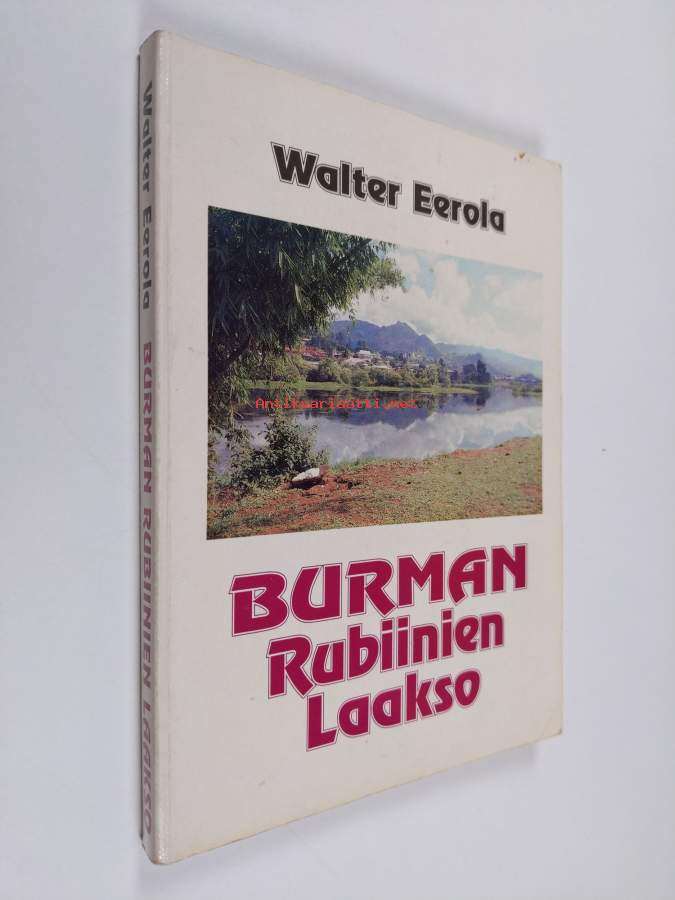 Walter Eerola BURMAN RUBIINIEN LAAKSO
Walter Eerola
Antikvariaatti.net
BURMAN
Rubiinien
Laakso